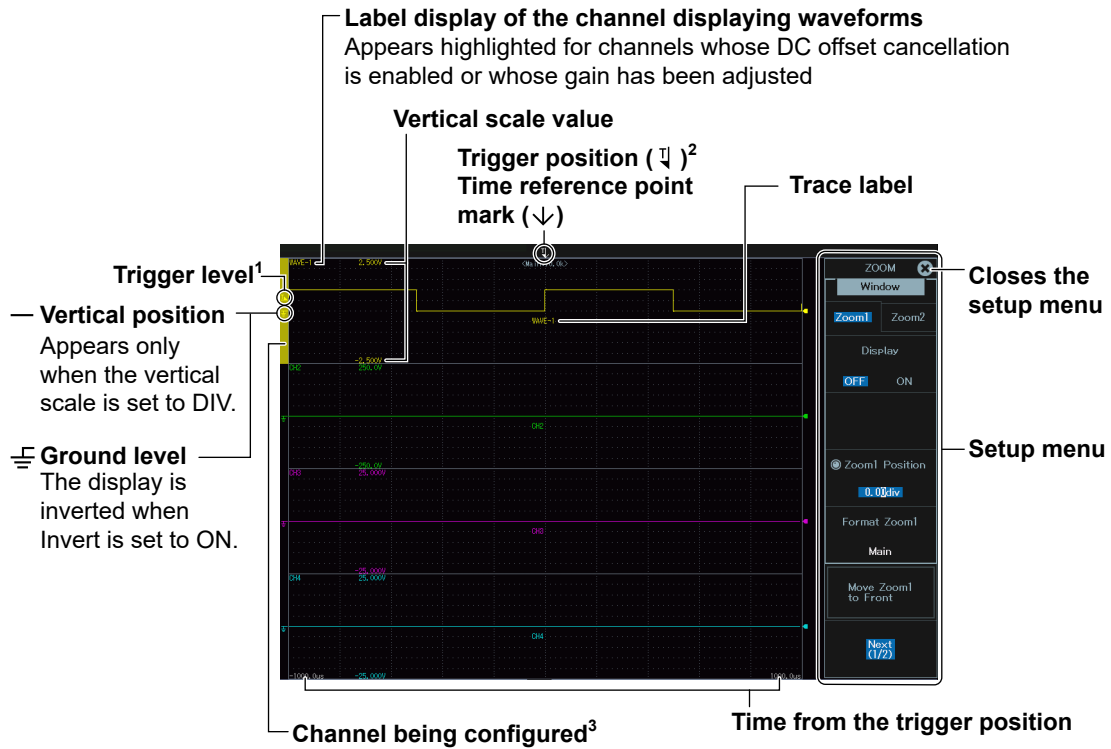 Label display of the channel displaying waveforms
Appears highlighted for channels whose DC offset cancellation
is enabled or whose gain has been adjusted
Vertical scale value
Trigger position ( )2
Time reference point
mark (↓)
Trace label
Trigger level1
Vertical position
Appears only
when the vertical
scale is set to DIV.
Ground level
The display is
inverted when
Invert is set to ON.
WAVE-1
2.500V
WAVE-1
-2.500V
CH2
250.0V
CH2
-250.0V
CH3
25.000V
CH3
-25.000V
CH4
25.000V
CH4
-25.000V
-1000.0us
1000.0us
ZOOM
Window
Zoom1
Zoom2
Display
OFF
ON
Zoom1 Position
0.00div
Format Zoom1
Main
Move Zoom1
to Front
Next
(1/2)
Closes the
setup menu
Setup menu
Channel being configured3
Time from the trigger position